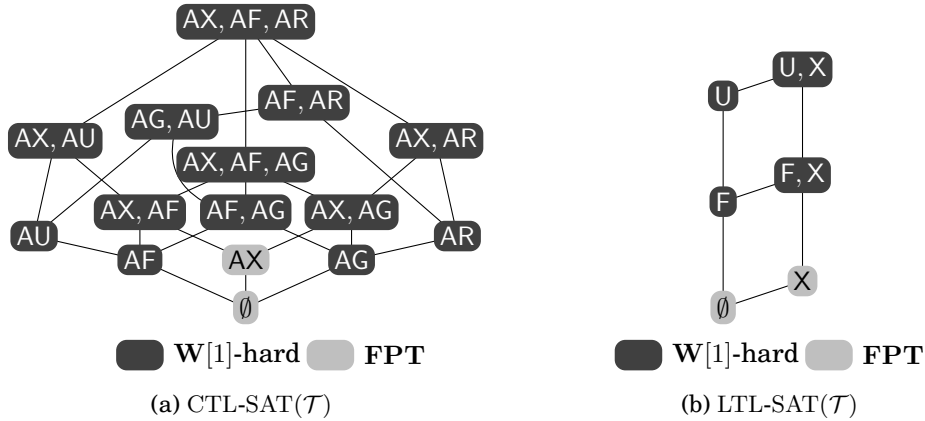 AX, AF, AR
AG, AU
AF, AR
AX, AU
AX, AR
AX, AF, AG
AX, AF
AF, AG
AX, AG
AU
AR
AF
AX
AG
∅
W[1]-hard FPT
(a) CTL-SAT(𝒯)
U, X
U
F, X
F
X
∅
W[1]-hard FPT
(b) LTL-SAT(𝒯)